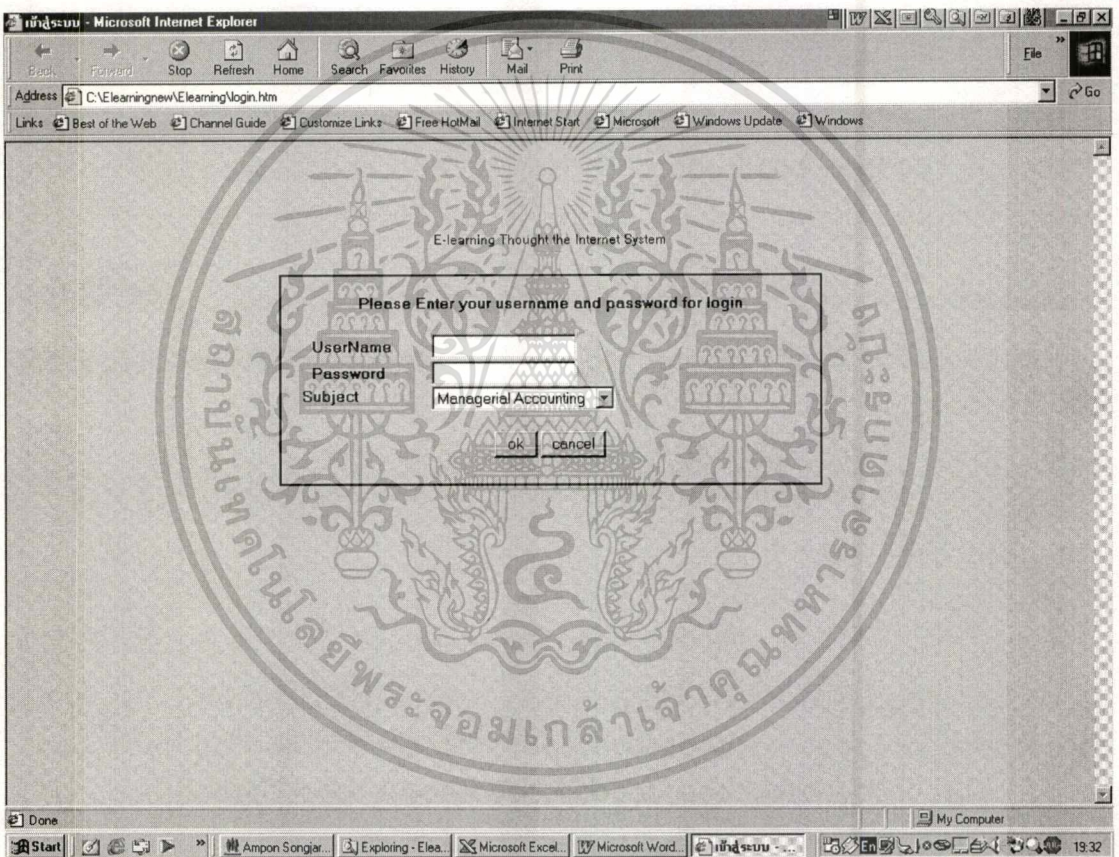 เข้าสู่ระบบ - Microsoft Internet Explorer
Back Forward Stop Refresh Home Search Favorites History Mail Print File »
Address C:\Elearningnew\Elearning\login.htm Go
Links Best of the Web Channel Guide Customize Links Free HotMail Internet Start Microsoft Windows Update Windows
E-learning Thought the Internet System
Please Enter your username and password for login
UserName
Password
Subject Managerial Accounting
ok cancel
สถาบันเทคโนโลยีพระจอมเกล้าเจ้าคุณทหารลาดกระบัง
Done My Computer
Start » Ampon Songjar... Exploring - Elea... Microsoft Excel... Microsoft Word... เข้าสู่ระบบ - ... En 19:32